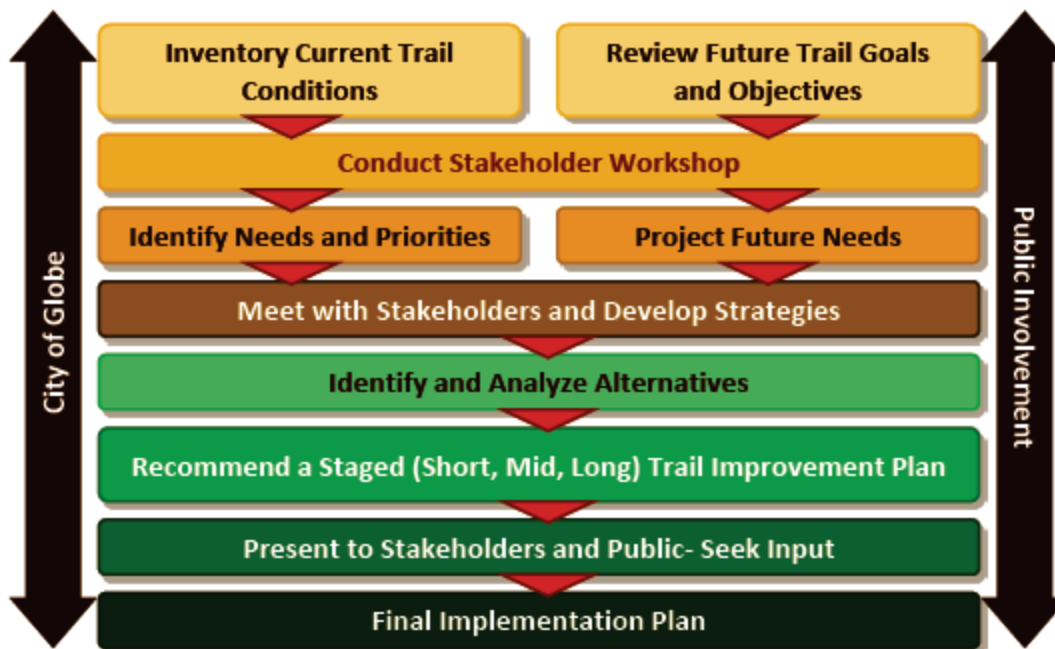 Inventory Current Trail
Conditions
Review Future Trail Goals
and Objectives
Conduct Stakeholder Workshop
Identify Needs and Priorities
Project Future Needs
Meet with Stakeholders and Develop Strategies
Identify and Analyze Alternatives
Recommend a Staged (Short, Mid, Long) Trail Improvement Plan
Present to Stakeholders and Public- Seek Input
Final Implementation Plan
City of Globe
Public Involvement